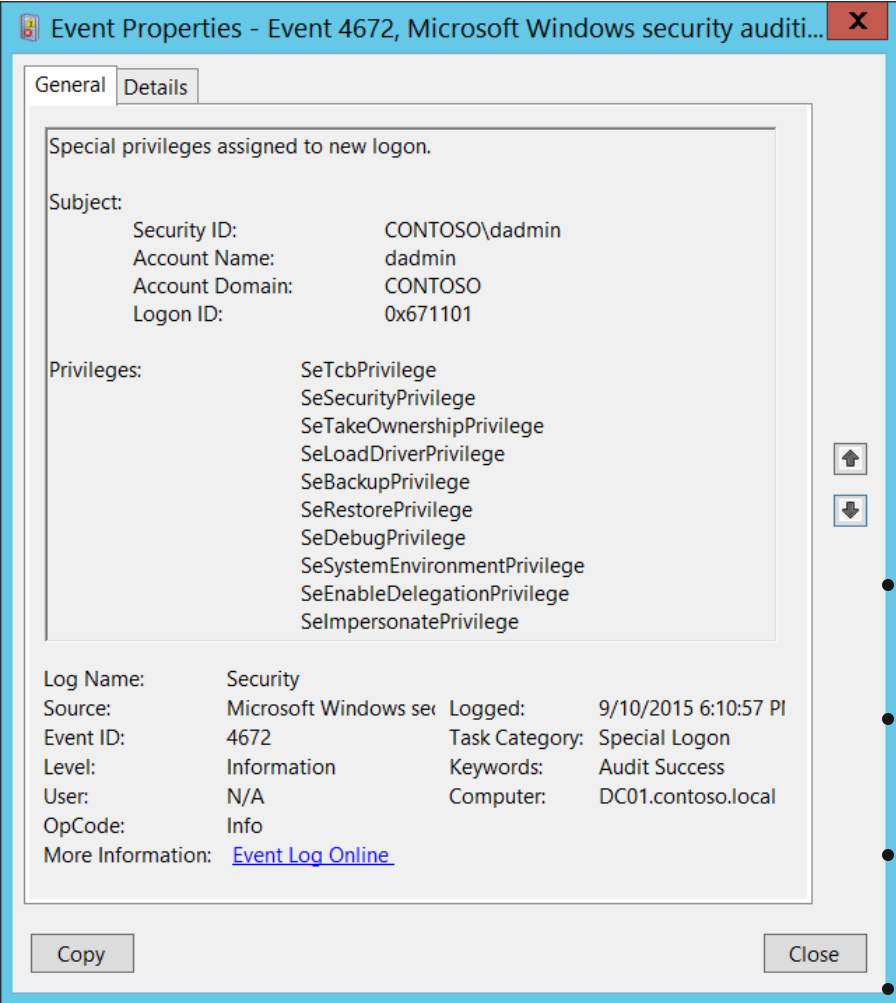 Event Properties - Event 4672, Microsoft Windows security auditi...
General Details
Special privileges assigned to new logon.
Subject:
Security ID: CONTOSO\dadmin
Account Name: dadmin
Account Domain: CONTOSO
Logon ID: 0x671101
Privileges: SeTcbPrivilege
SeSecurityPrivilege
SeTakeOwnershipPrivilege
SeLoadDriverPrivilege
SeBackupPrivilege
SeRestorePrivilege
SeDebugPrivilege
SeSystemEnvironmentPrivilege
SeEnableDelegationPrivilege
SeImpersonatePrivilege
Log Name: Security
Source: Microsoft Windows sec Logged: 9/10/2015 6:10:57 PM
Event ID: 4672 Task Category: Special Logon
Level: Information Keywords: Audit Success
User: N/A Computer: DC01.contoso.local
OpCode: Info
More Information: Event Log Online
Copy Close